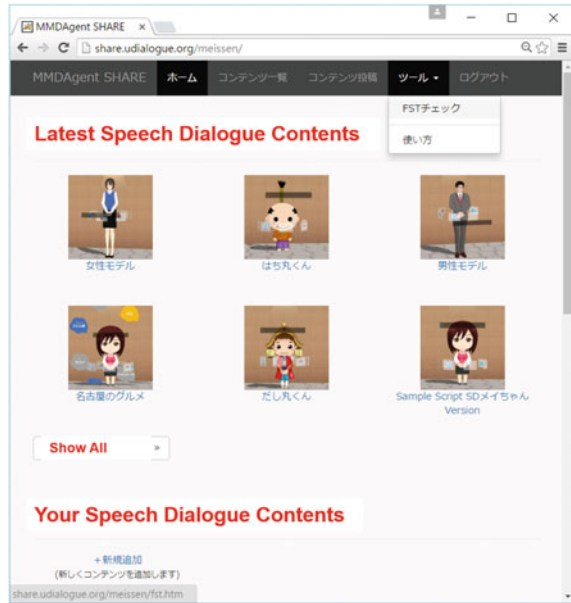 MMDAgent SHARE
share.udialogue.org/meissen/
MMDAgent SHARE ホーム コンテンツ一覧 コンテンツ投稿 ツール ログアウト
FSTチェック
使い方
Latest Speech Dialogue Contents
女性モデル はち丸くん 男性モデル
名古屋のグルメ だし丸くん Sample Script SDメイちゃん
Version
Show All »
Your Speech Dialogue Contents
+新規追加
(新しくコンテンツを追加します)
share.udialogue.org/meissen/fst.htm